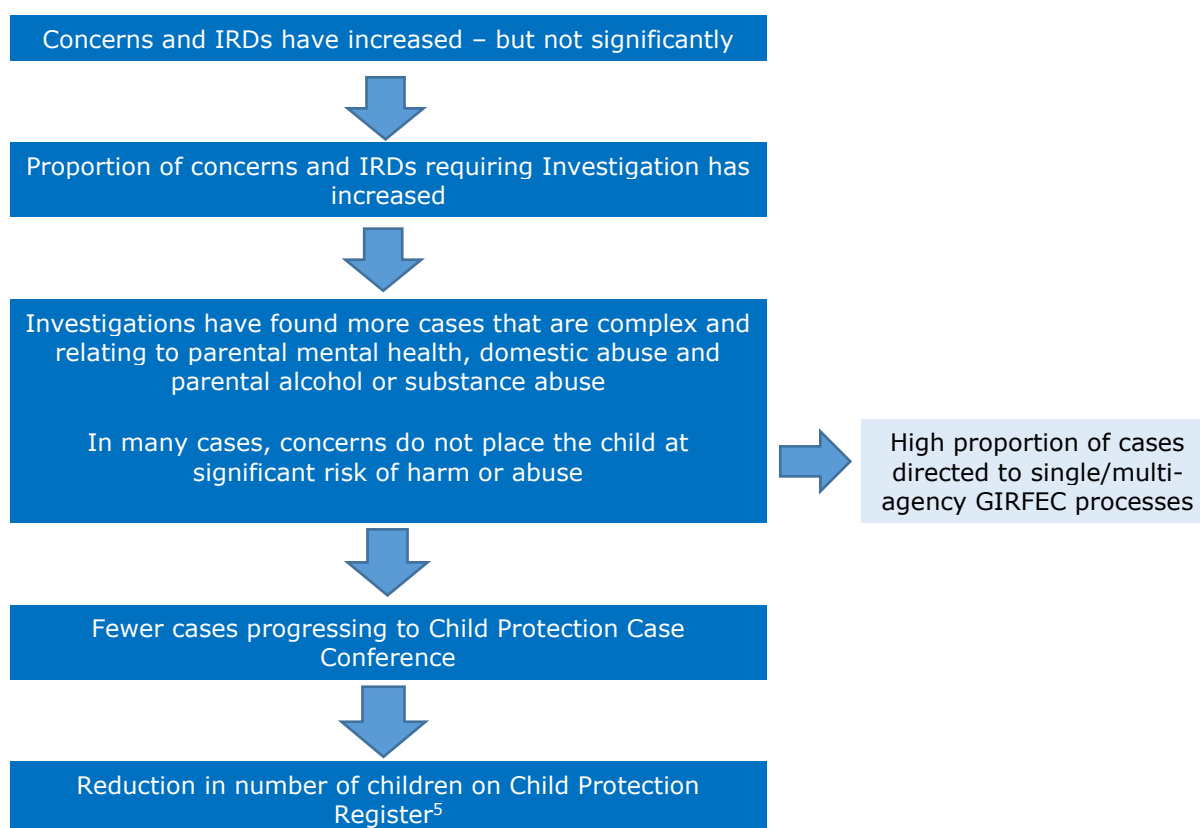 Concerns and IRDs have increased – but not significantly
Proportion of concerns and IRDs requiring Investigation has
increased
Investigations have found more cases that are complex and
relating to parental mental health, domestic abuse and
parental alcohol or substance abuse
In many cases, concerns do not place the child at
significant risk of harm or abuse
High proportion of cases
directed to single/multi-
agency GIRFEC processes
Fewer cases progressing to Child Protection Case
Conference
Reduction in number of children on Child Protection
Register⁵